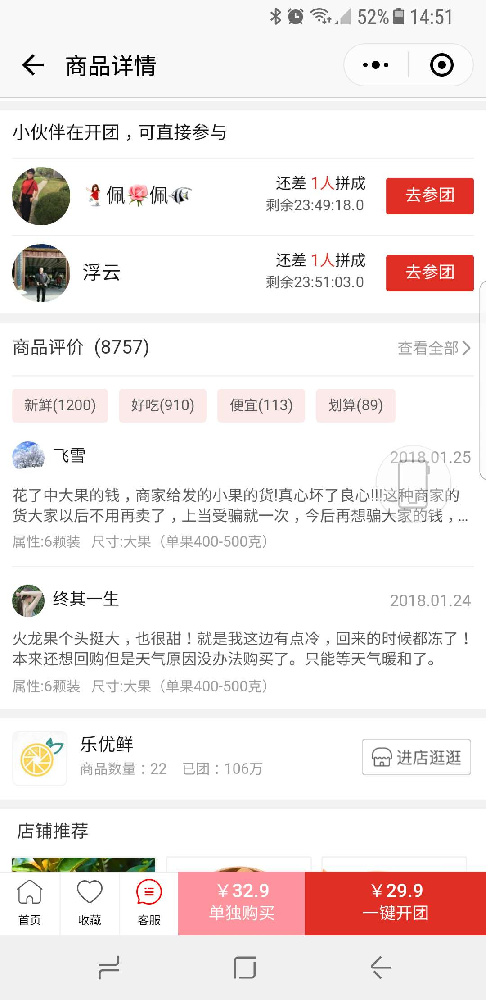 52% 14:51
商品详情
小伙伴在开团，可直接参与
佩佩
还差 1人拼成
剩余23:49:18.0
去参团
浮云
还差 1人拼成
剩余23:51:03.0
去参团
商品评价 (8757)
查看全部
新鲜(1200) 好吃(910) 便宜(113) 划算(89)
飞雪
2018.01.25
花了中大果的钱，商家给发的小果的货!真心坏了良心!!!这种商家的
货大家以后不用再卖了，上当受骗就一次，今后再想骗大家的钱，...
属性:6颗装 尺寸:大果（单果400-500克）
终其一生
2018.01.24
火龙果个头挺大，也很甜！就是我这边有点冷，回来的时候都冻了！
本来还想回购但是天气原因没办法购买了。只能等天气暖和了。
属性:6颗装 尺寸:大果（单果400-500克）
乐优鲜
商品数量：22 已团：106万
进店逛逛
店铺推荐
首页
收藏
客服
￥32.9
单独购买
￥29.9
一键开团